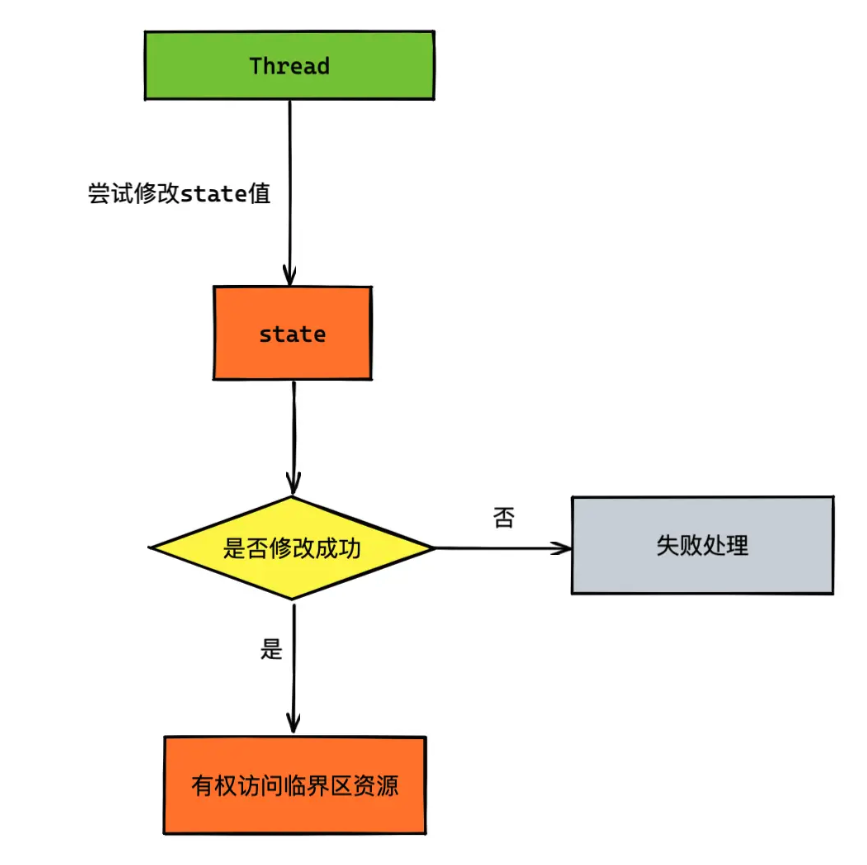 Thread
尝试修改state值
state
是否修改成功
否
失败处理
是
有权访问临界区资源